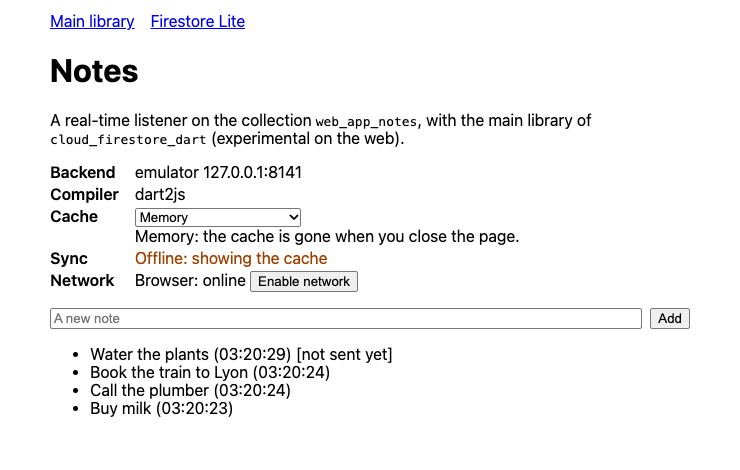 Main library Firestore Lite
Notes
A real-time listener on the collection web_app_notes, with the main library of
cloud_firestore_dart (experimental on the web).
Backend emulator 127.0.0.1:8141
Compiler dart2js
Cache Memory
Memory: the cache is gone when you close the page.
Sync Offline: showing the cache
Network Browser: online Enable network
A new note Add
• Water the plants (03:20:29) [not sent yet]
• Book the train to Lyon (03:20:24)
• Call the plumber (03:20:24)
• Buy milk (03:20:23)